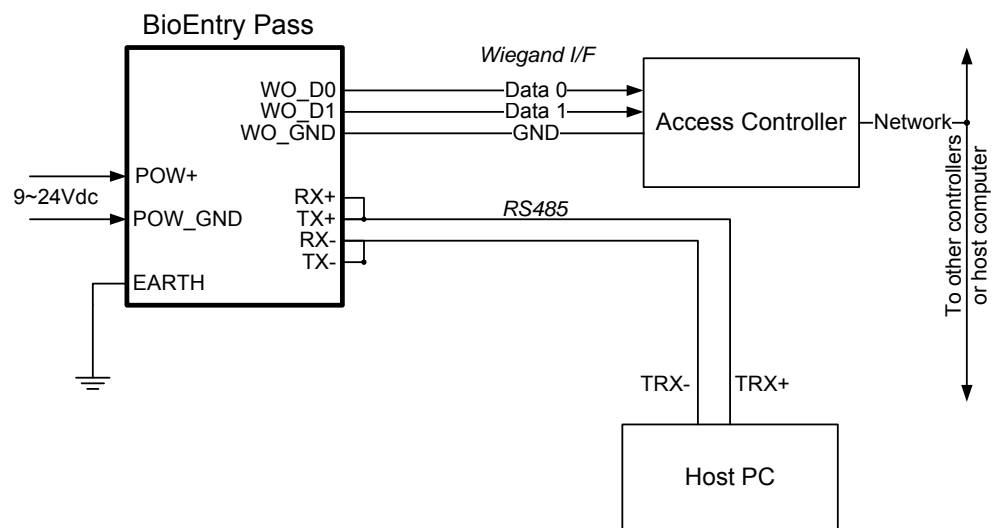 BioEntry Pass
Wiegand I/F
WO_D0
Data 0
WO_D1
Data 1
WO_GND
GND
Access Controller
Network
To other controllers
or host computer
POW+
9~24Vdc
POW_GND
EARTH
RX+
TX+
RS485
RX-
TX-
TRX-
TRX+
Host PC